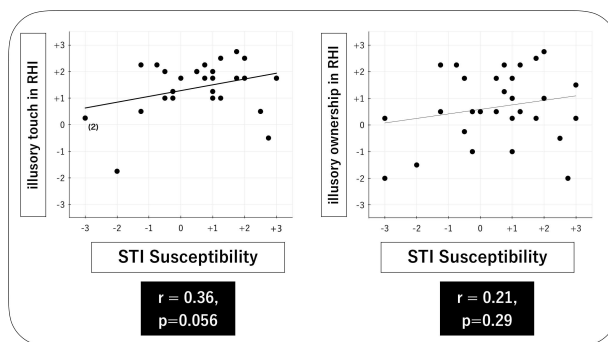 illusory touch in RHI
+3
+2
+1
0
-1
-2
-3
(2)
-3 -2 -1 0 +1 +2 +3
STI Susceptibility
r = 0.36,
p=0.056
illusory ownership in RHI
+3
+2
+1
0
-1
-2
-3
-3 -2 -1 0 +1 +2 +3
STI Susceptibility
r = 0.21,
p=0.29